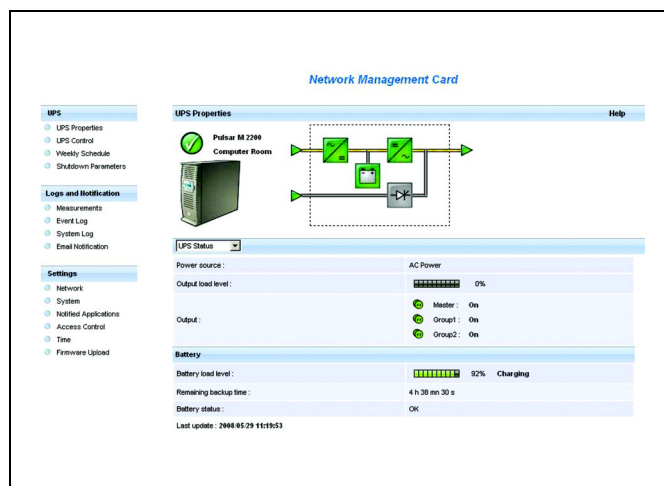 Network Management Card
UPS
UPS Properties
UPS Control
Weekly Schedule
Shutdown Parameters
Logs and Notification
Measurements
Event Log
System Log
Email Notification
Settings
Network
System
Notified Applications
Access Control
Time
Firmware Upload
UPS Properties Help
Pulsar M 2200
Computer Room
UPS Status
Power source : AC Power
Output load level : 0%
Output :
Master : On
Group1 : On
Group2 : On
Battery
Battery load level : 92% Charging
Remaining backup time : 4 h 38 mn 30 s
Battery status : OK
Last update : 2008/05/29 11:19:53